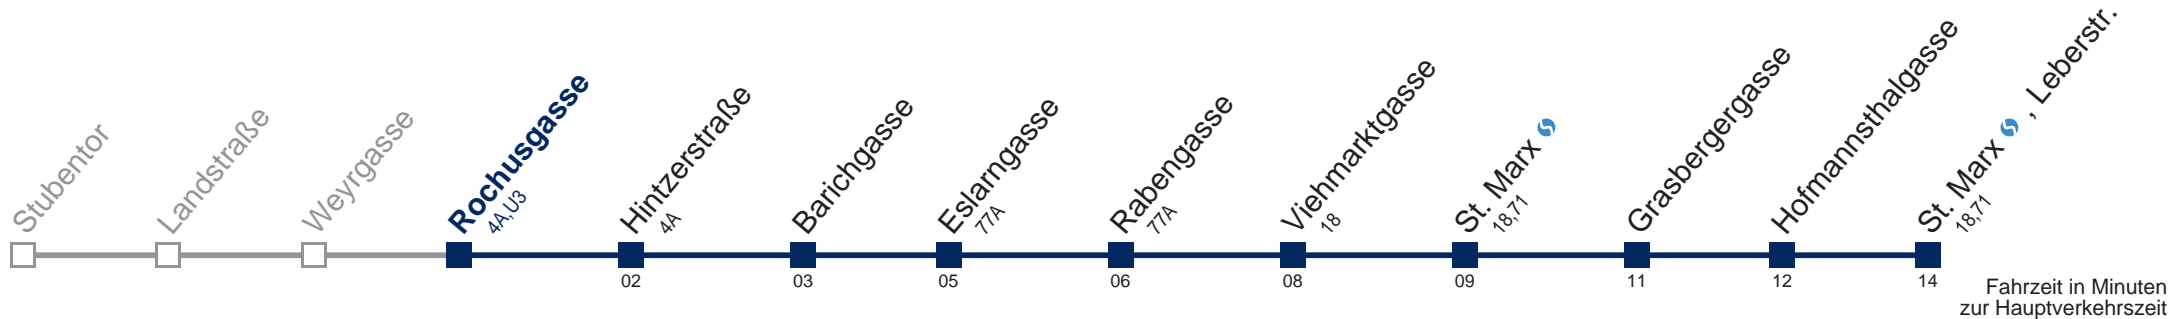 Stubentor
Landstraße
Weyrgasse
Rochusgasse
4A,U3
Hintzerstraße
4A
Barichgasse
Eslarngasse
77A
Rabengasse
77A
Viehmarktgasse
18
St. Marx
18,71
Grasbergergasse
Hofmannsthalgasse
St. Marx , Leberstr.
18,71
02
03
05
06
08
09
11
12
14
Fahrzeit in Minuten
zur Hauptverkehrszeit